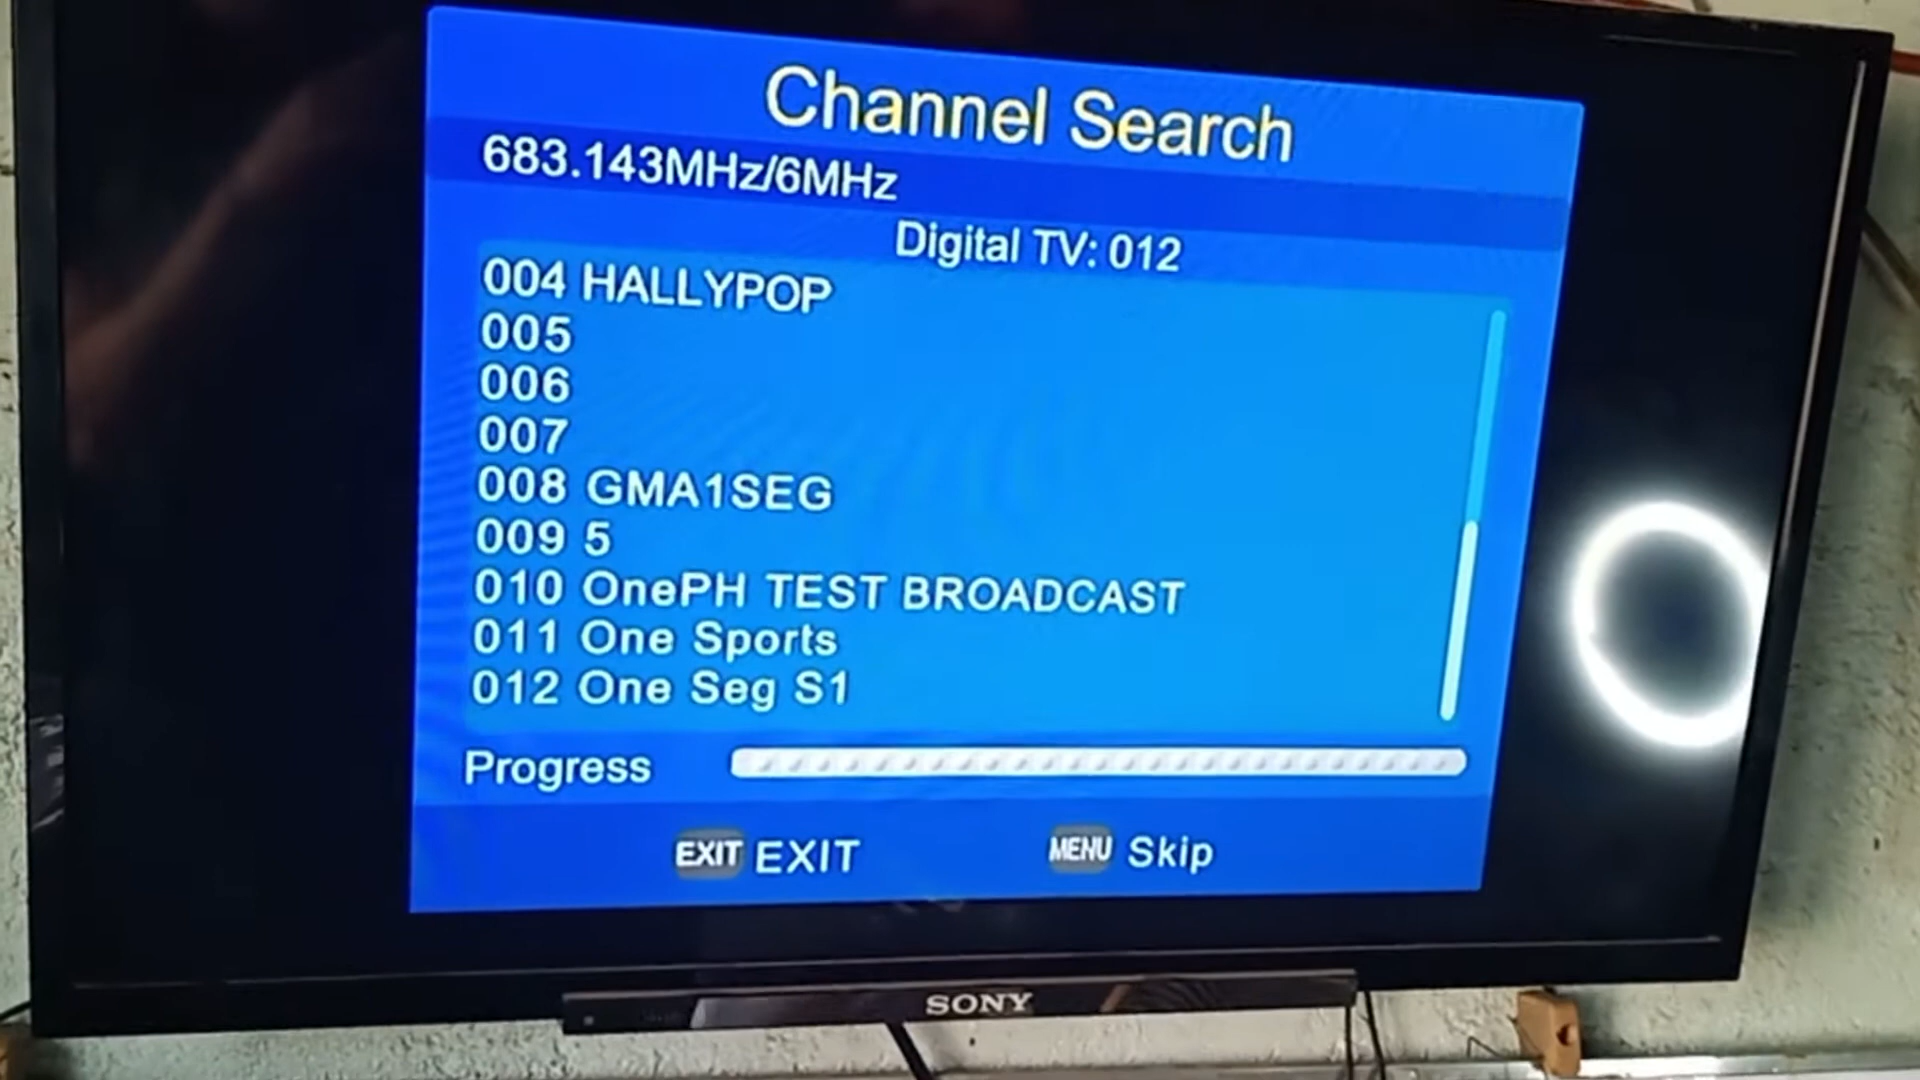 Channel Search
683.143MHz/6MHz
Digital TV: 012
004 HALLYPOP
005
006
007
008 GMA1SEG
009 5
010 OnePH TEST BROADCAST
011 One Sports
012 One Seg S1
Progress
EXIT EXIT
MENU Skip
SONY